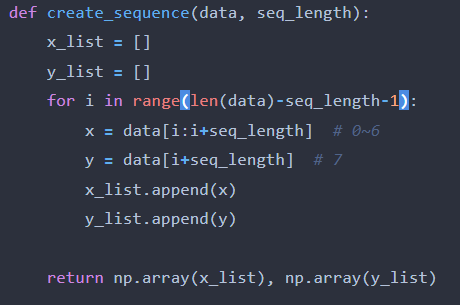 def create_sequence(data, seq_length):
    x_list = []
    y_list = []
    for i in range(len(data)-seq_length-1):
        x = data[i:i+seq_length]  # 0~6
        y = data[i+seq_length]  # 7
        x_list.append(x)
        y_list.append(y)

    return np.array(x_list), np.array(y_list)